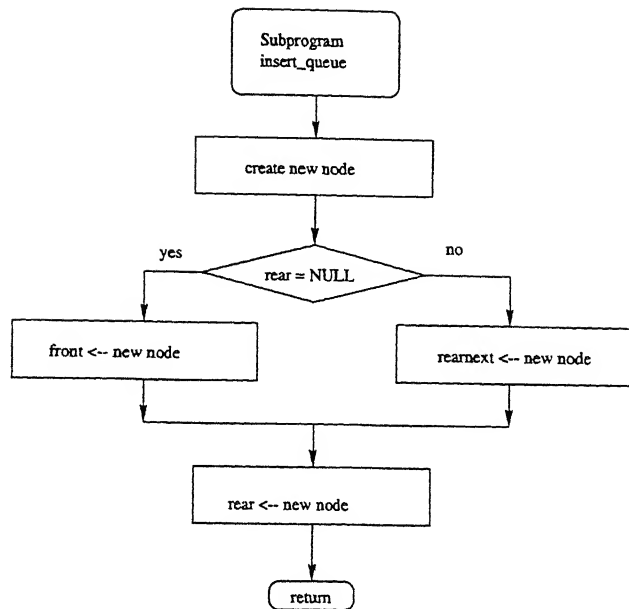 Subprogram
insert_queue
create new node
yes
no
rear = NULL
front <-- new node
rearnext <-- new node
rear <-- new node
return